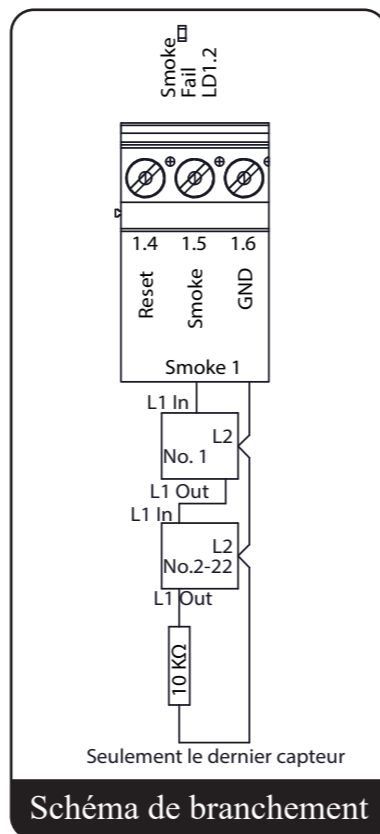 Smoke
Fail
LD1.2
1.4 1.5 1.6
Reset Smoke GND
Smoke 1
L1 In
L2
No. 1
L1 Out
L1 In
L2
No.2-22
L1 Out
10 KΩ
Seulement le dernier capteur
Schéma de branchement